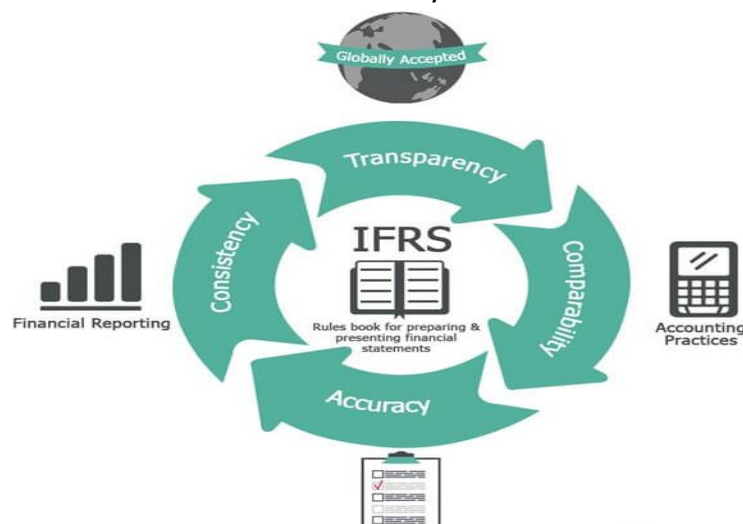 Globally Accepted
Transparency
Consistency
Comparability
Accuracy
IFRS
Rules book for preparing &
presenting financial
statements
Financial Reporting
Accounting
Practices